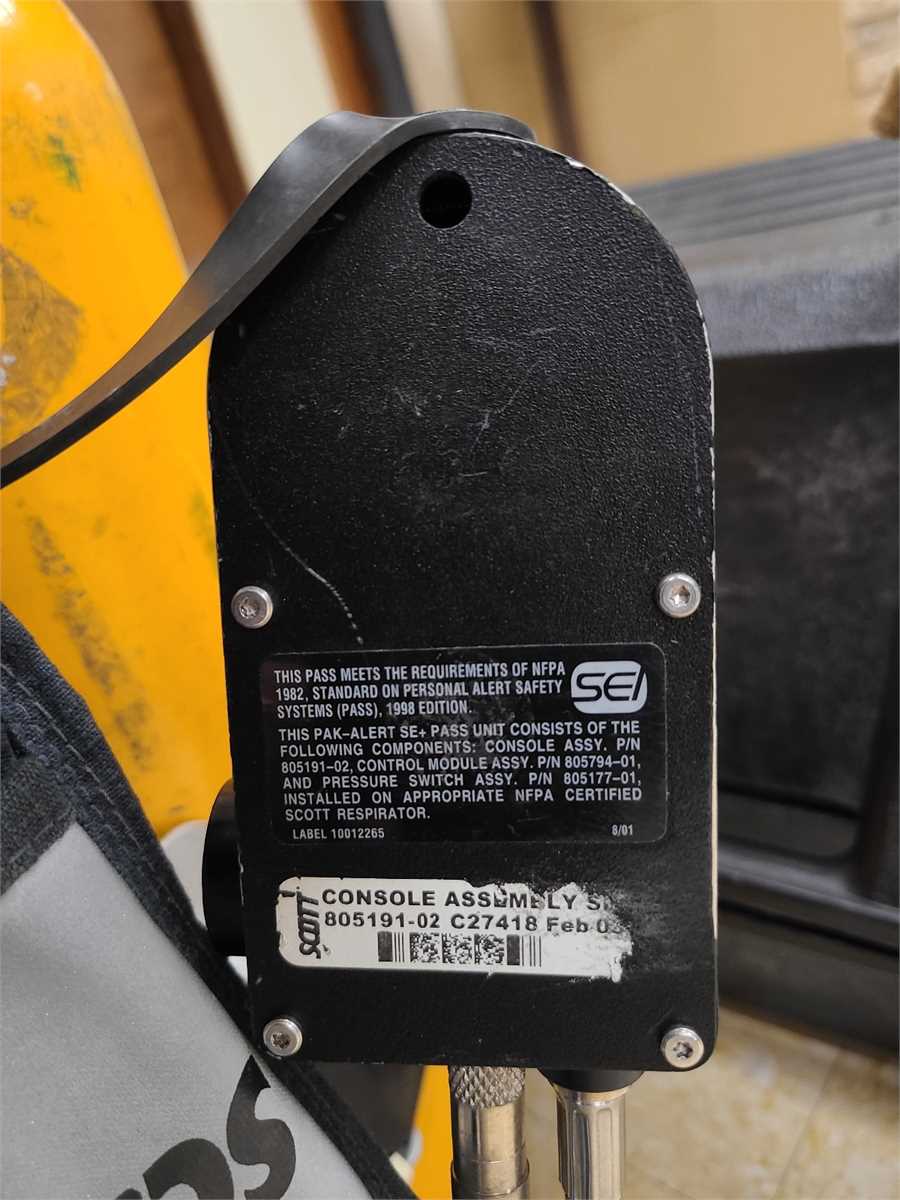 THIS PASS MEETS THE REQUIREMENTS OF NFPA
1982, STANDARD ON PERSONAL ALERT SAFETY
SYSTEMS (PASS), 1998 EDITION.
SEI
THIS PAK-ALERT SE+ PASS UNIT CONSISTS OF THE
FOLLOWING COMPONENTS: CONSOLE ASSY. P/N
805191-02, CONTROL MODULE ASSY. P/N 805794-01,
AND PRESSURE SWITCH ASSY. P/N 805177-01,
INSTALLED ON APPROPRIATE NFPA CERTIFIED
SCOTT RESPIRATOR.
LABEL 10012265 8/01
SCOTT
CONSOLE ASSEMBLY
805191-02 C27418 Feb 03